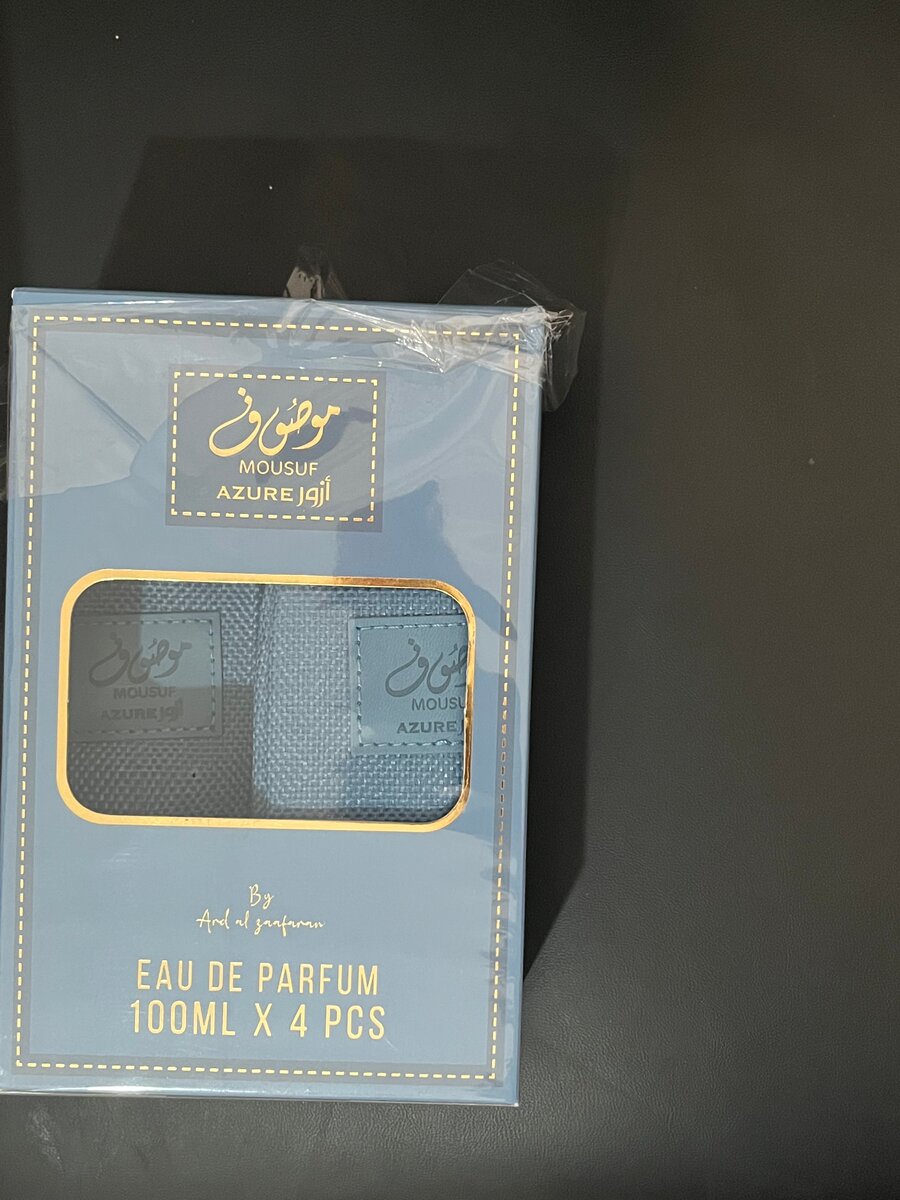 موصوف
MOUSUF
AZURE أزور
موصوف
MOUSUF
AZURE أزور
موصوف
MOUSU
AZURE
By
Ard al zaafaran
EAU DE PARFUM
100ML X 4 PCS